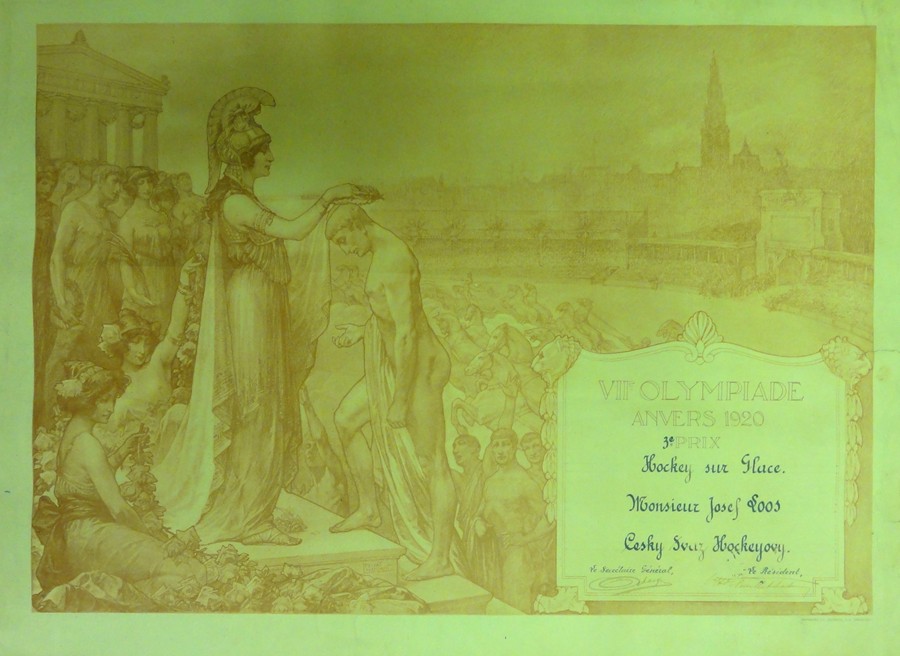 VIIᵉ OLYMPIADE
ANVERS 1920
3ᵉ PRIX
Hockey sur Glace.
Monsieur Josef Loos
Cesky Svaz Hockeyovy.
Le Secrétaire Général, Le Président,